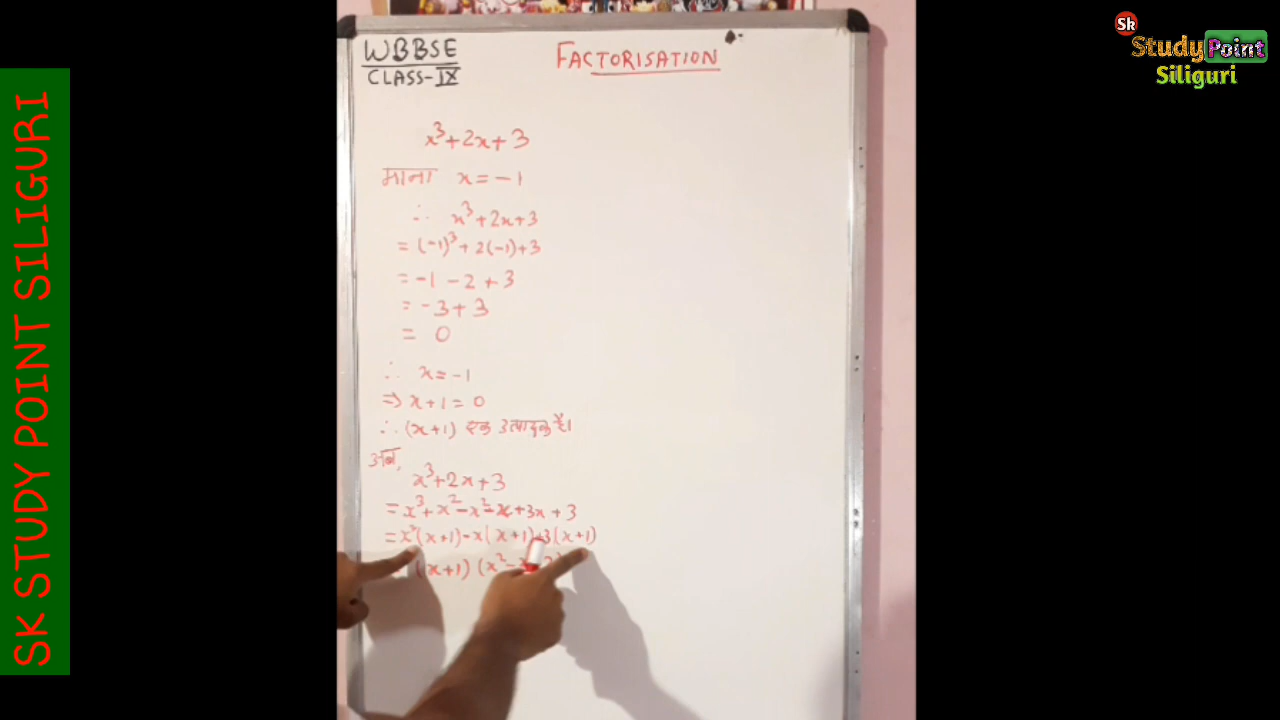 SK STUDY POINT SILIGURI
Sk
Study Point
Siliguri
WBBSE
CLASS-IX
FACTORISATION
x³+2x+3
माना x = -1
∴ x³+2x+3
= (-1)³ + 2(-1)+3
= -1 - 2 + 3
= -3+3
= 0
∴ x = -1
⇒ x+1 = 0
∴ (x+1) एक उत्पादक है।
अब,
x³+2x+3
= x³+x²-x²-x+3x+3
= x²(x+1)-x(x+1)+3(x+1)
(x+1) (x²-